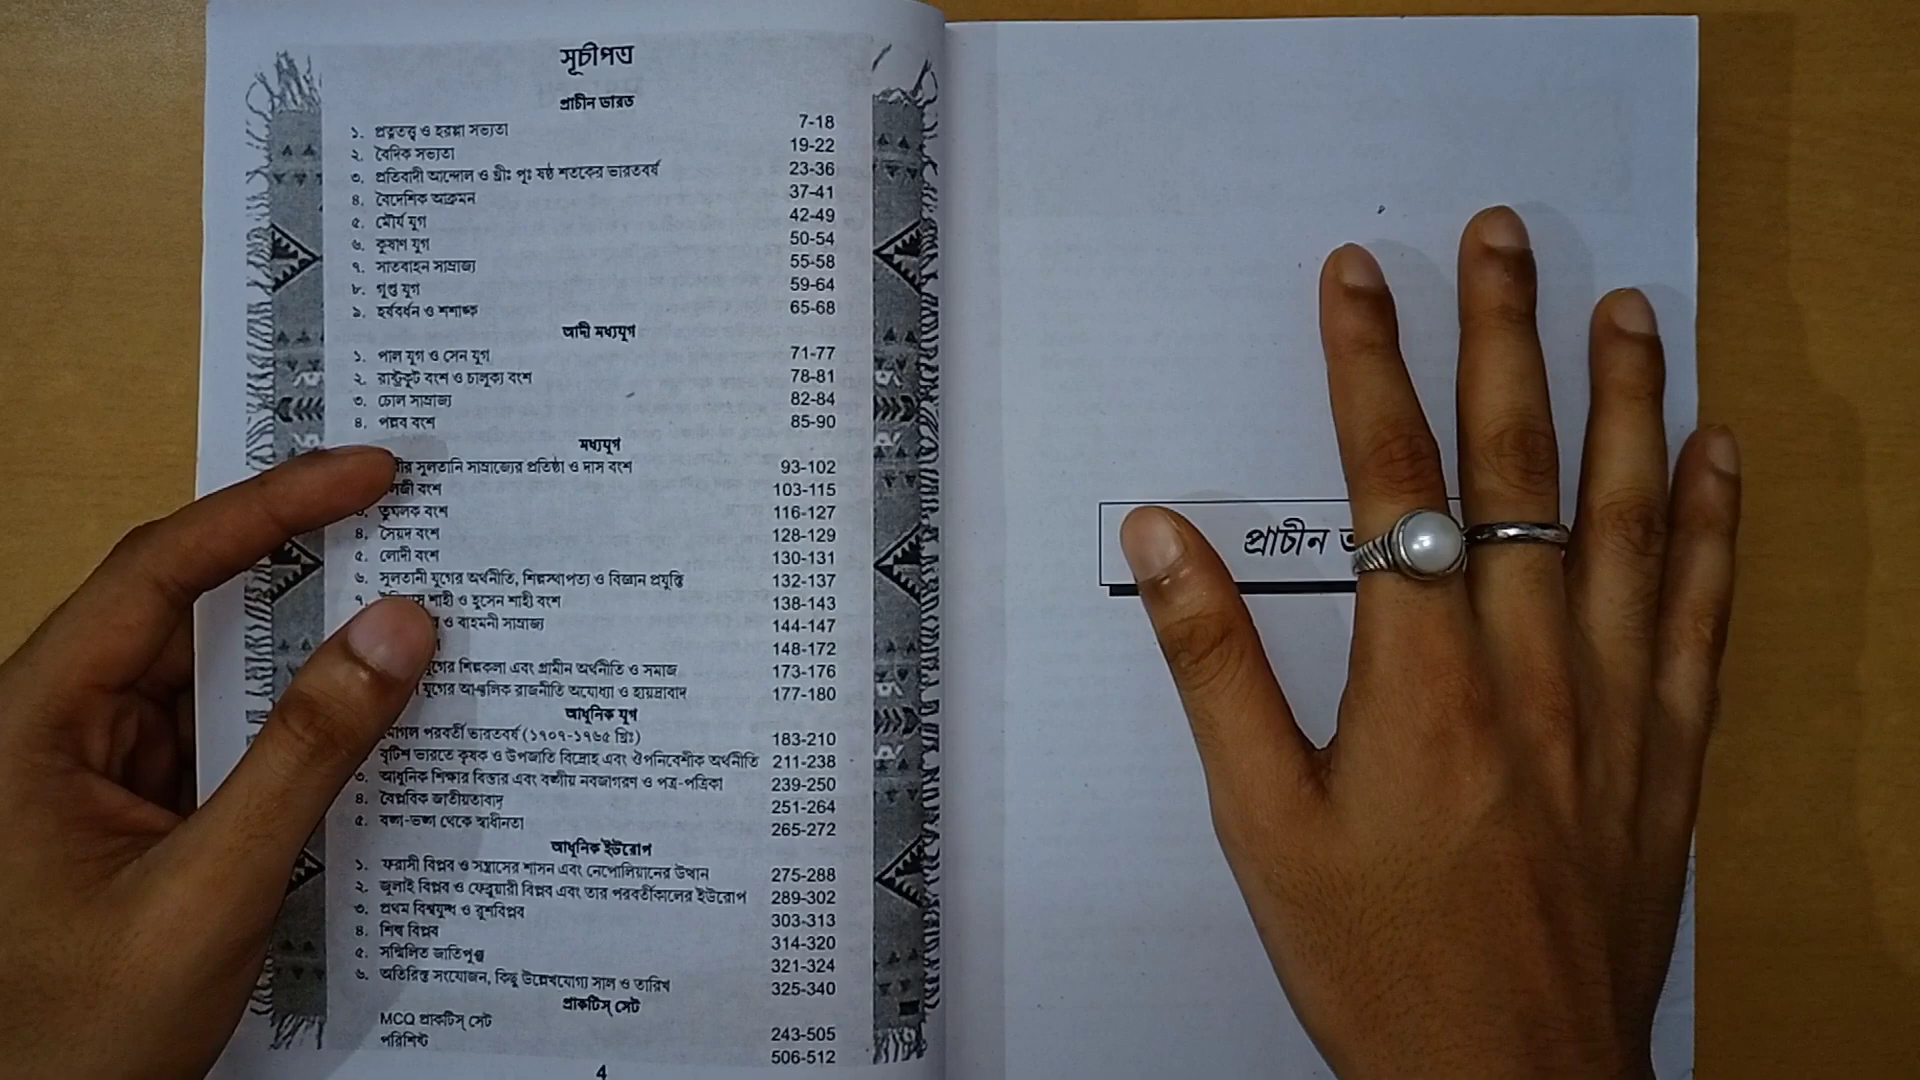 সূচীপত্র
প্রাচীন ভারত
১. প্রত্নতত্ত্ব ও হরপ্পা সভ্যতা 7-18
২. বৈদিক সভ্যতা 19-22
৩. প্রতিবাদী আন্দোল ও খ্রীঃ পূঃ ষষ্ঠ শতকের ভারতবর্ষ 23-36
৪. বৈদেশিক আক্রমন 37-41
৫. মৌর্য যুগ 42-49
৬. কুষাণ যুগ 50-54
৭. সাতবাহন সাম্রাজ্য 55-58
৮. গুপ্ত যুগ 59-64
৯. হর্ষবর্ধন ও শশাঙ্ক 65-68
আদী মধ্যযুগ
১. পাল যুগ ও সেন যুগ 71-77
২. রাষ্ট্রকূট বংশ ও চালুক্য বংশ 78-81
৩. চোল সাম্রাজ্য 82-84
৪. পল্লব বংশ 85-90
মধ্যযুগ
সুলতানি সাম্রাজ্যের প্রতিষ্ঠা ও দাস বংশ 93-102
বংশ 103-115
তুঘলক বংশ 116-127
৪. সৈয়দ বংশ 128-129
৫. লোদী বংশ 130-131
৬. সুলতানী যুগের অর্থনীতি, শিল্পস্থাপত্য ও বিজ্ঞান প্রযুক্তি 132-137
৭. শাহী ও হুসেন শাহী বংশ 138-143
ও বাহমনী সাম্রাজ্য 144-147
148-172
যুগের শিল্পকলা এবং গ্রামীন অর্থনীতি ও সমাজ 173-176
যুগের আঞ্চলিক রাজনীতি অযোধ্যা ও হায়দ্রাবাদ 177-180
আধুনিক যুগ
পরবর্তী ভারতবর্ষ (১৭০৭-১৭৬৫ খ্রিঃ) 183-210
বৃটিশ ভারতে কৃষক ও উপজাতি বিদ্রোহ এবং ঔপনিবেশীক অর্থনীতি 211-238
৩. আধুনিক শিক্ষার বিস্তার এবং বঙ্গীয় নবজাগরণ ও পত্র-পত্রিকা 239-250
৪. বৈপ্লবিক জাতীয়তাবাদ 251-264
৫. বঙ্গ-ভঙ্গ থেকে স্বাধীনতা 265-272
আধুনিক ইউরোপ
১. ফরাসী বিপ্লব ও সন্ত্রাসের শাসন এবং নেপোলিয়ানের উত্থান 275-288
২. জুলাই বিপ্লব ও ফেব্রুয়ারী বিপ্লব এবং তার পরবর্তীকালের ইউরোপ 289-302
৩. প্রথম বিশ্বযুদ্ধ ও রুশবিপ্লব 303-313
৪. শিল্প বিপ্লব 314-320
৫. সম্মিলিত জাতিপুঞ্জ 321-324
৬. অতিরিক্ত সংযোজন, কিছু উল্লেখযোগ্য সাল ও তারিখ 325-340
প্রাকটিস্ সেট
MCQ প্রাকটিস্ সেট 243-505
পরিশিষ্ট 506-512
4
প্রাচীন